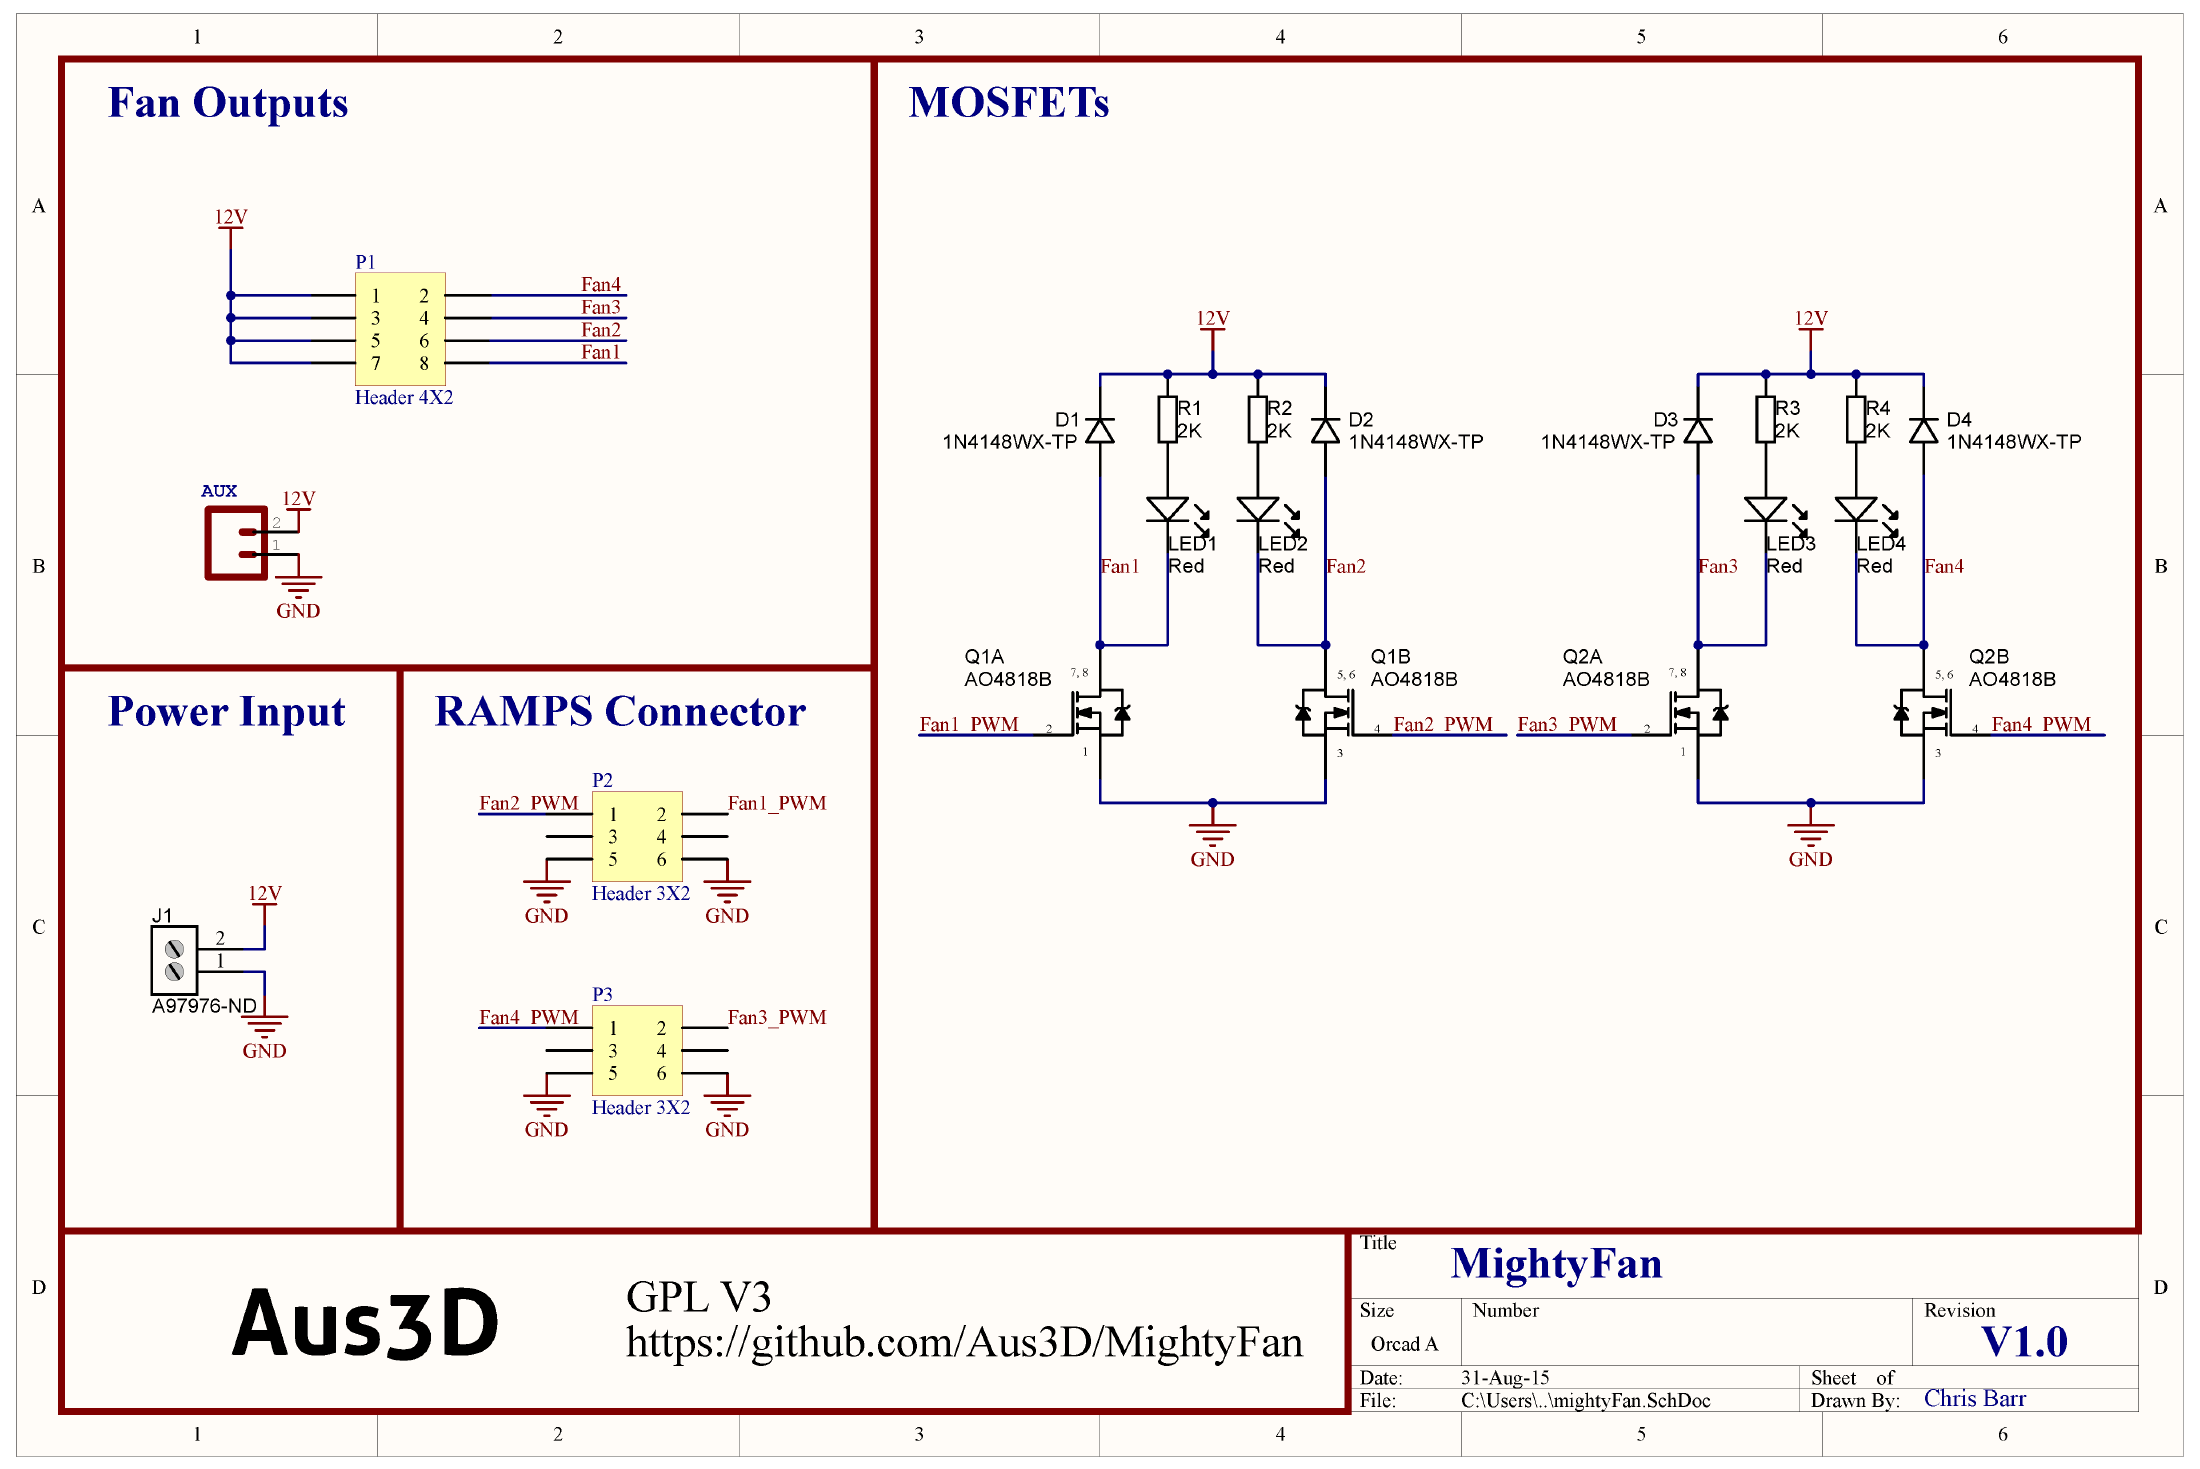 1 2 3 4 5 6
A A
B B
C C
D D
Fan Outputs
12V
P1
1 2 Fan4
3 4 Fan3
5 6 Fan2
7 8 Fan1
Header 4X2
AUX
12V
2
1
GND
Power Input
12V
J1
2
1
A97976-ND
GND
RAMPS Connector
P2
Fan2_PWM 1 2 Fan1_PWM
3 4
5 6
Header 3X2
GND GND
P3
Fan4_PWM 1 2 Fan3_PWM
3 4
5 6
Header 3X2
GND GND
MOSFETs
12V
D1
1N4148WX-TP
R1
2K
R2
2K
D2
1N4148WX-TP
LED1
Red
LED2
Red
Fan1
Fan2
Q1A
AO4818B
7, 8
Fan1_PWM
2
1
Q1B
AO4818B
5, 6
4
Fan2_PWM
3
GND
12V
D3
1N4148WX-TP
R3
2K
R4
2K
D4
1N4148WX-TP
LED3
Red
LED4
Red
Fan3
Fan4
Q2A
AO4818B
7, 8
Fan3_PWM
2
1
Q2B
AO4818B
5, 6
4
Fan4_PWM
3
GND
Aus3D
GPL V3
https://github.com/Aus3D/MightyFan
Title
MightyFan
Size
Orcad A
Number
Revision
V1.0
Date: 31-Aug-15
Sheet of
File: C:\Users\..\mightyFan.SchDoc
Drawn By: Chris Barr
1 2 3 4 5 6